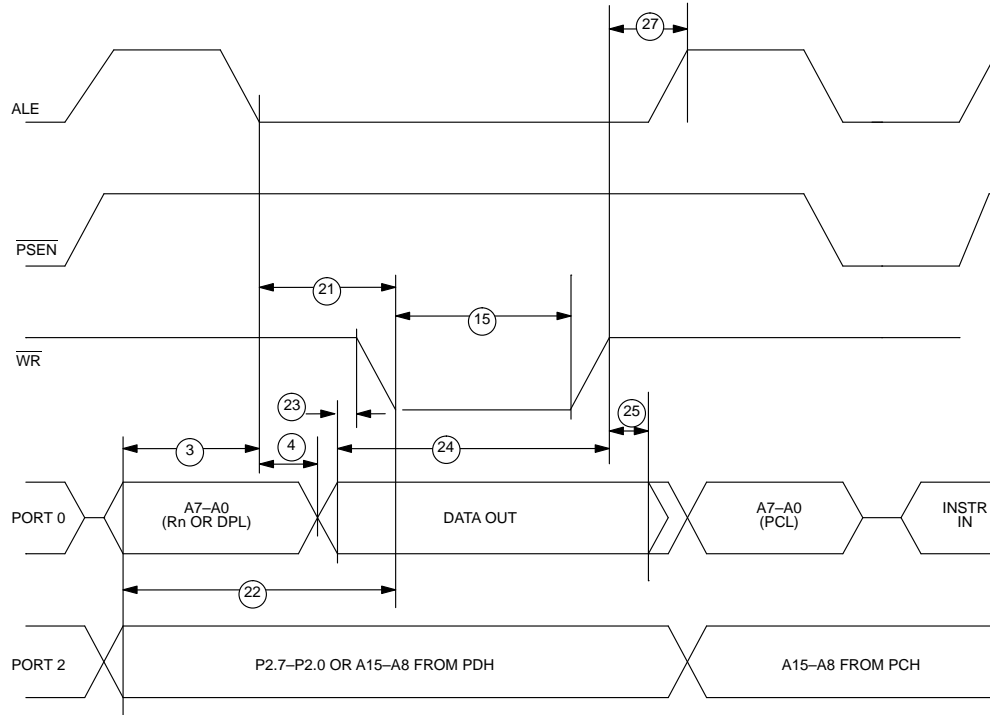 27
ALE
PSEN
21
15
WR
23
25
3
4
24
PORT 0
A7–A0
(Rn OR DPL)
DATA OUT
A7–A0
(PCL)
INSTR
IN
22
PORT 2
P2.7–P2.0 OR A15–A8 FROM PDH
A15–A8 FROM PCH